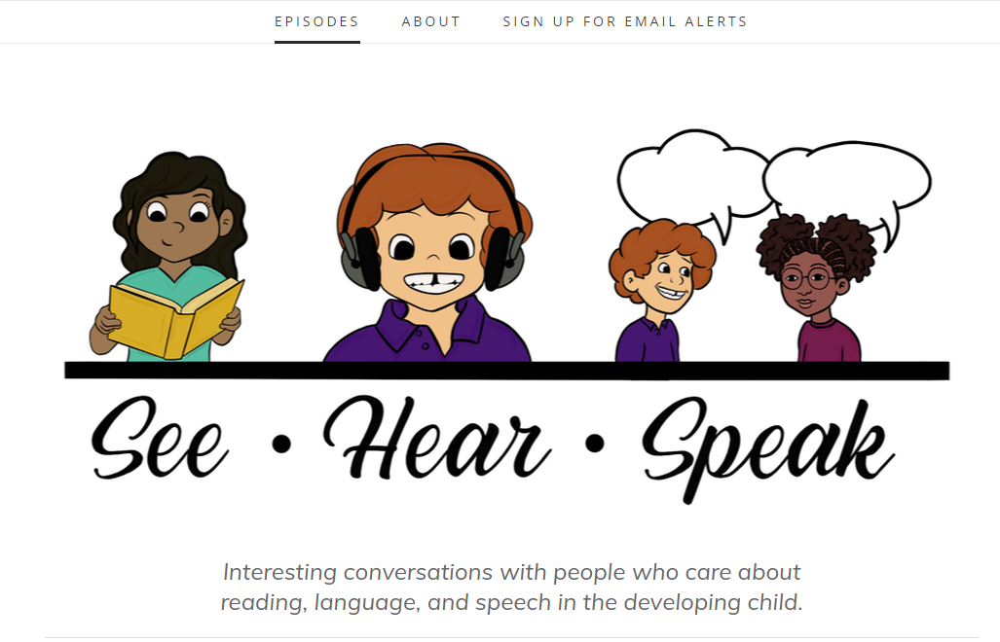 EPISODES ABOUT SIGN UP FOR EMAIL ALERTS
See • Hear • Speak
Interesting conversations with people who care about
reading, language, and speech in the developing child.